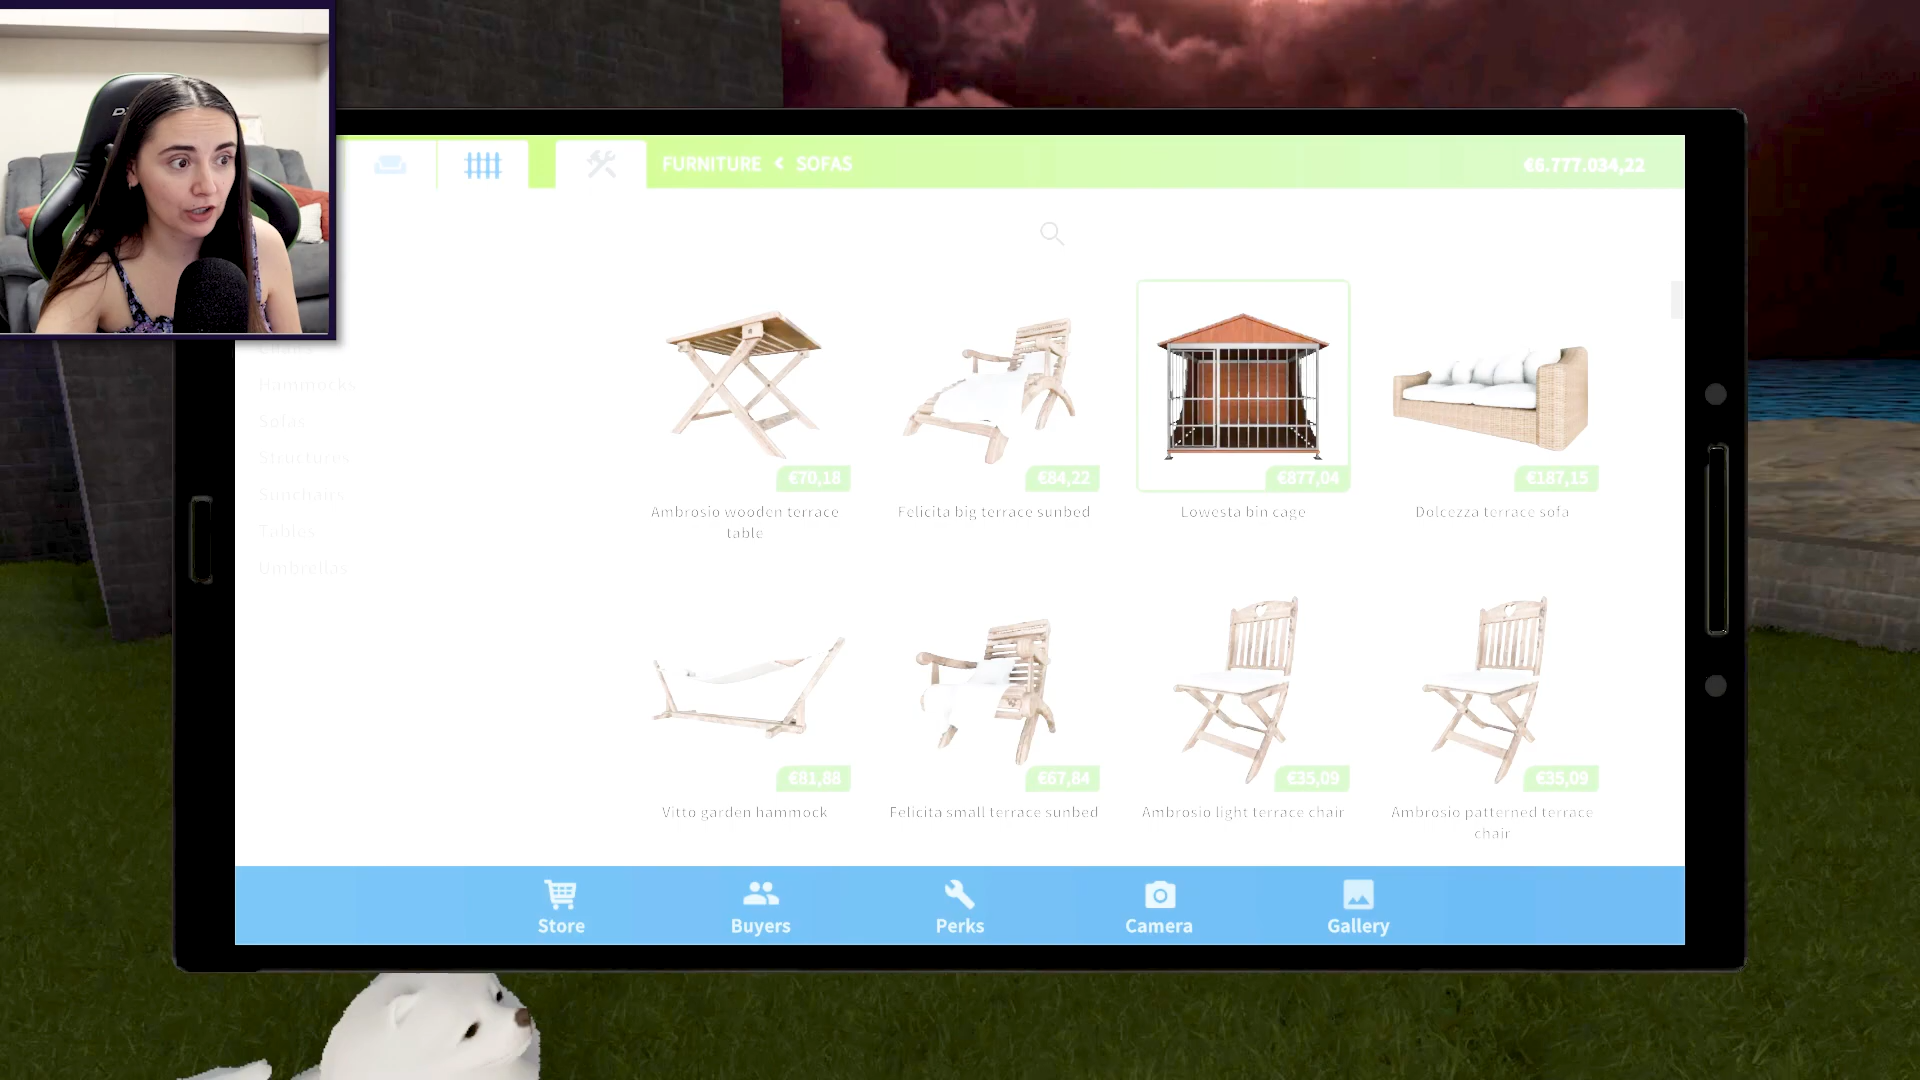 FURNITURE < SOFAS
€6.777.034,22
Hammocks
Sofas
Structures
Sunchairs
Tables
Umbrellas
€70,18
€84,22
€877,04
€187,15
Ambrosio wooden terrace
table
Felicita big terrace sunbed
Lowesta bin cage
Dolcezza terrace sofa
€81,88
€67,84
€35,09
€35,09
Vitto garden hammock
Felicita small terrace sunbed
Ambrosio light terrace chair
Ambrosio patterned terrace
chair
Store
Buyers
Perks
Camera
Gallery